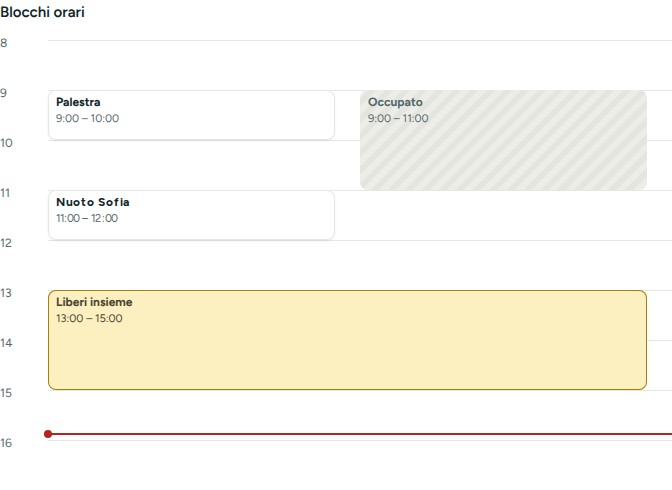 Blocchi orari
8
9
Palestra
9:00 – 10:00
Occupato
9:00 – 11:00
10
11
Nuoto Sofia
11:00 – 12:00
12
13
Liberi insieme
13:00 – 15:00
14
15
16